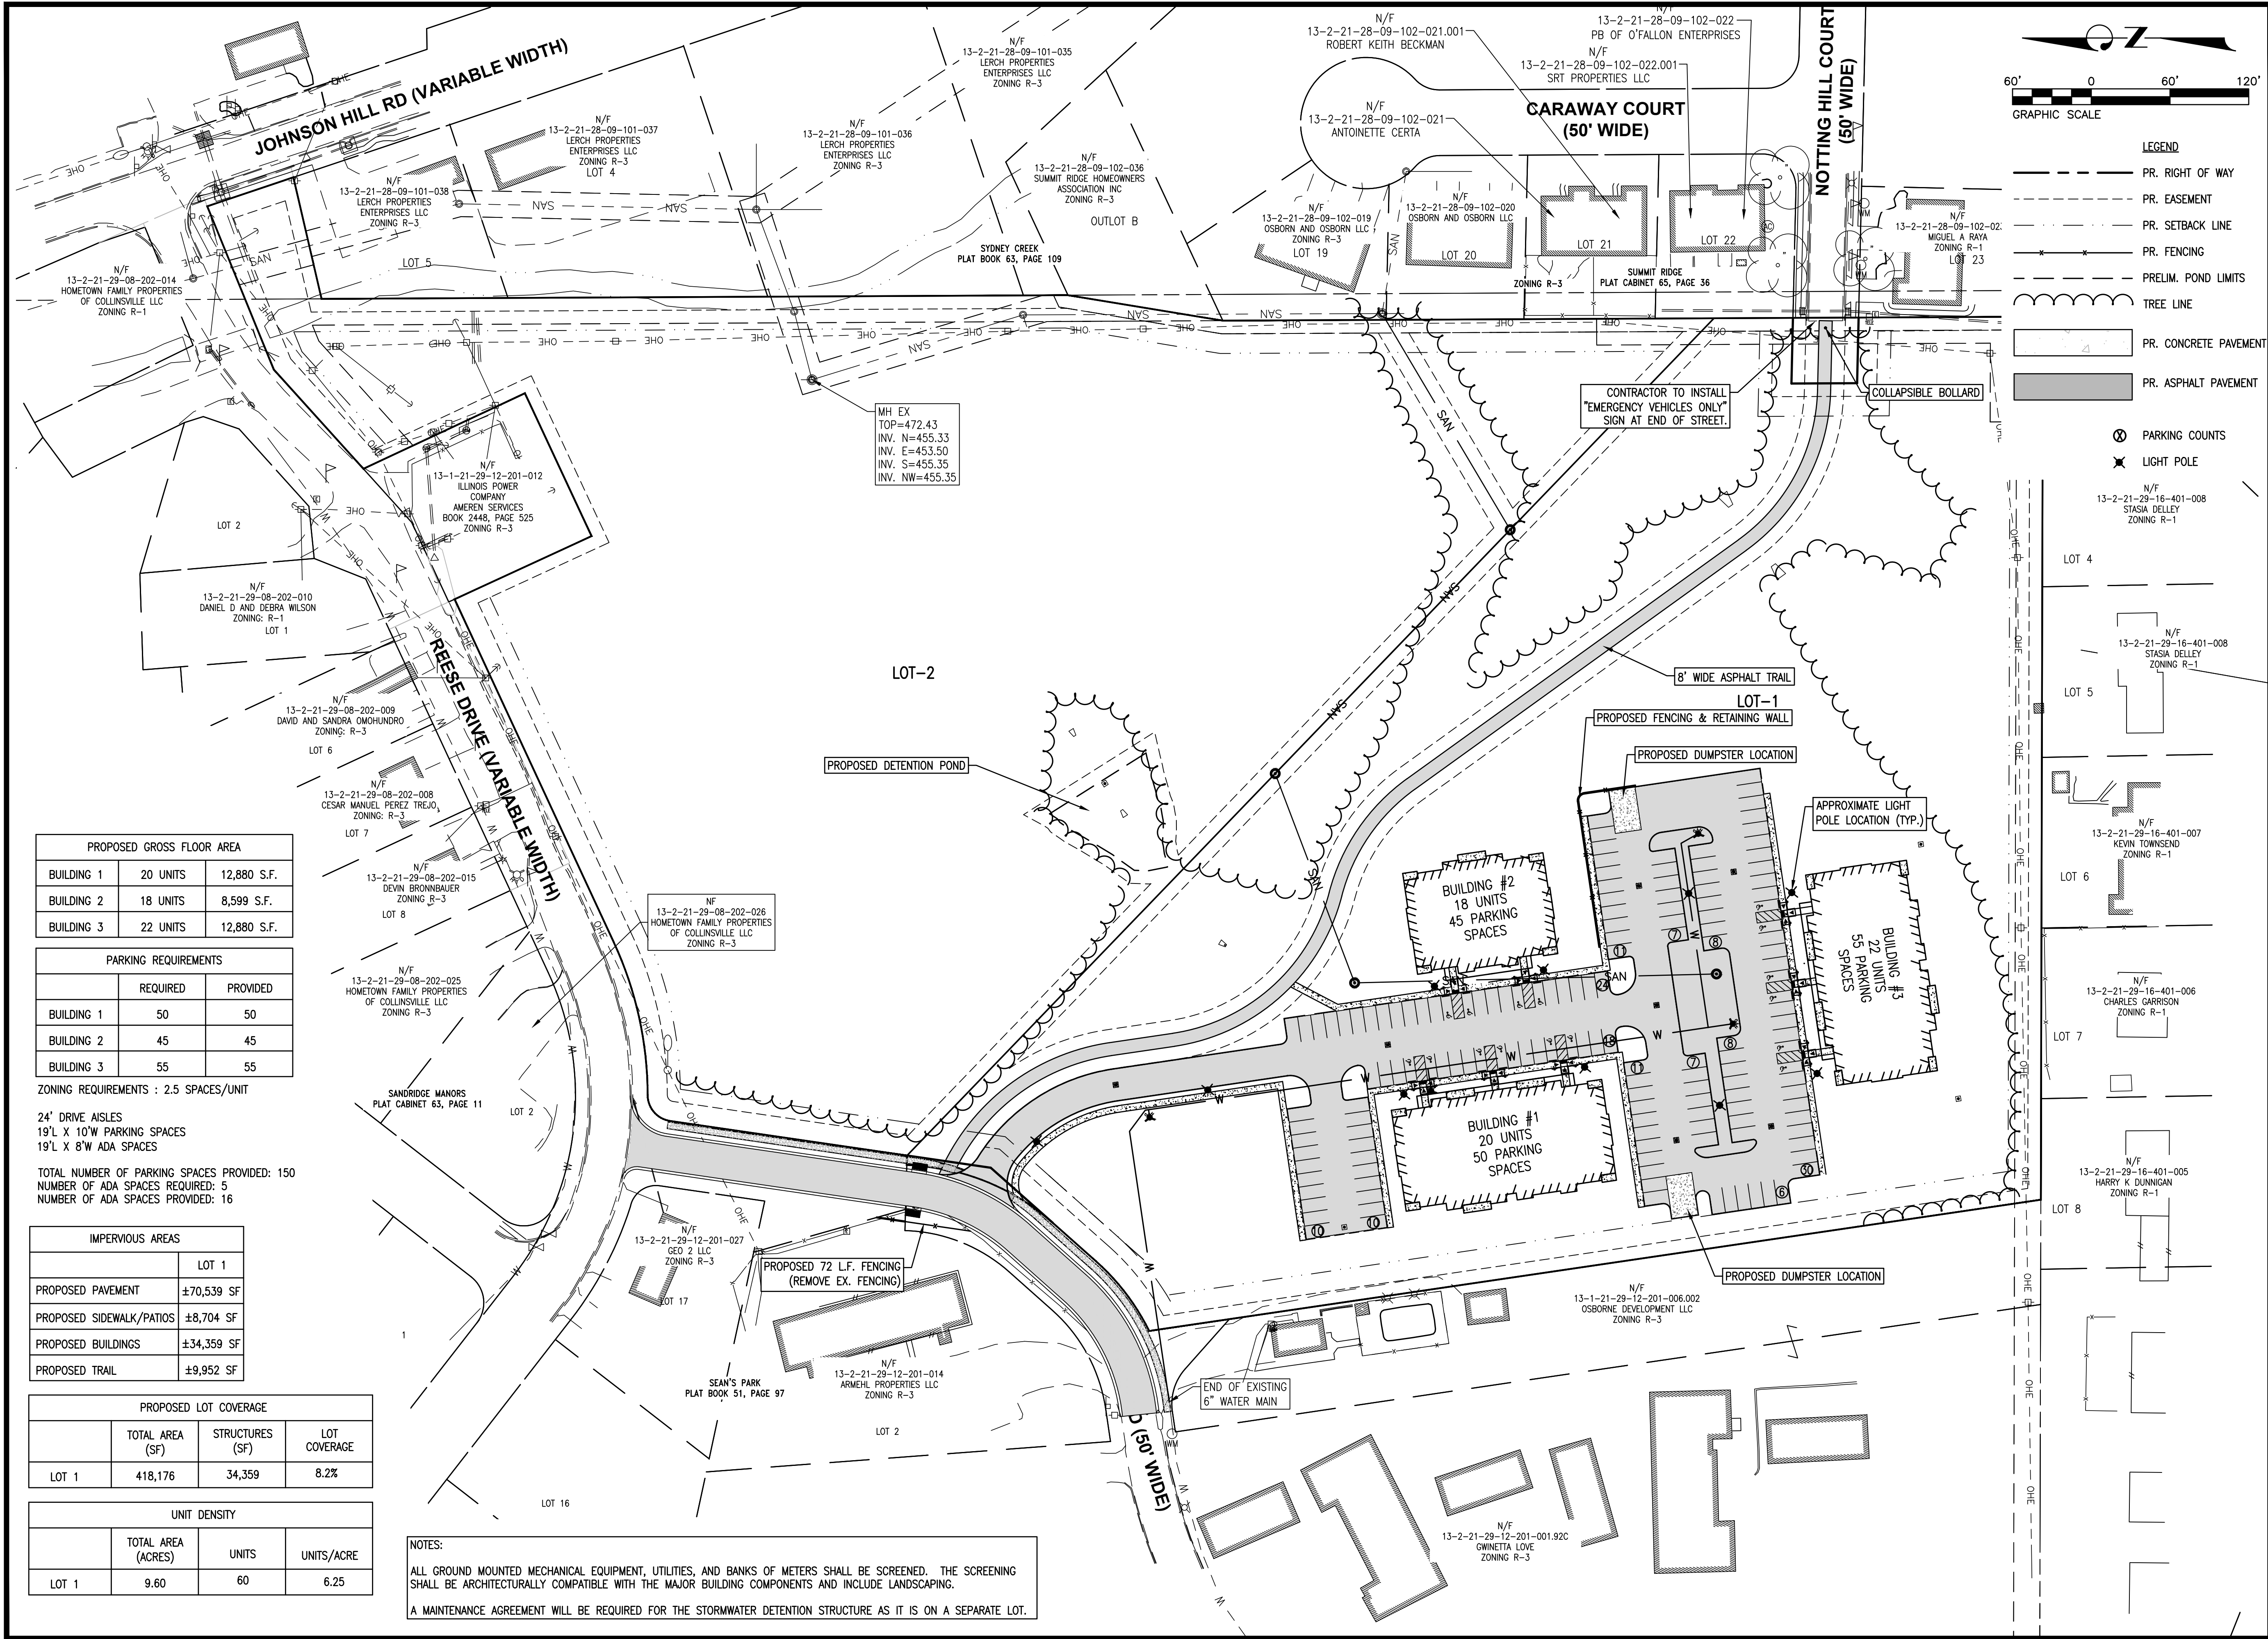 JOHNSON HILL RD (VARIABLE WIDTH)
N/F
13-2-21-28-09-101-035
LERCH PROPERTIES
ENTERPRISES LLC
ZONING R-3
N/F
13-2-21-28-09-102-021.001
ROBERT KEITH BECKMAN
N/F
13-2-21-28-09-102-022
PB OF O'FALLON ENTERPRISES
N/F
13-2-21-28-09-102-022.001
SRT PROPERTIES LLC
N/F
13-2-21-28-09-102-021
ANTOINETTE CERTA
CARAWAY COURT
(50' WIDE)
NOTTING HILL COURT
(50' WIDE)
Z
60' 0 60' 120'
GRAPHIC SCALE
LEGEND
PR. RIGHT OF WAY
PR. EASEMENT
PR. SETBACK LINE
PR. FENCING
PRELIM. POND LIMITS
TREE LINE
PR. CONCRETE PAVEMENT
PR. ASPHALT PAVEMENT
PARKING COUNTS
LIGHT POLE
N/F
13-2-21-28-09-101-037
LERCH PROPERTIES
ENTERPRISES LLC
ZONING R-3
LOT 4
N/F
13-2-21-28-09-101-036
LERCH PROPERTIES
ENTERPRISES LLC
ZONING R-3
N/F
13-2-21-28-09-102-036
SUMMIT RIDGE HOMEOWNERS
ASSOCIATION INC
ZONING R-3
OUTLOT B
N/F
13-2-21-28-09-101-038
LERCH PROPERTIES
ENTERPRISES LLC
ZONING R-3
LOT 5
SYDNEY CREEK
PLAT BOOK 63, PAGE 109
N/F
13-2-21-28-09-102-019
OSBORN AND OSBORN LLC
ZONING R-3
LOT 19
N/F
13-2-21-28-09-102-020
OSBORN AND OSBORN LLC
LOT 20
LOT 21
LOT 22
ZONING R-3
SUMMIT RIDGE
PLAT CABINET 65, PAGE 36
N/F
13-2-21-28-09-102-02
MIGUEL A RAYA
ZONING R-1
LOT 23
N/F
13-2-21-29-08-202-014
HOMETOWN FAMILY PROPERTIES
OF COLLINSVILLE LLC
ZONING R-1
MH EX
TOP=472.43
INV. N=455.33
INV. E=453.50
INV. S=455.35
INV. NW=455.35
CONTRACTOR TO INSTALL
"EMERGENCY VEHICLES ONLY"
SIGN AT END OF STREET.
COLLAPSIBLE BOLLARD
N/F
13-1-21-29-12-201-012
ILLINOIS POWER
COMPANY
AMEREN SERVICES
BOOK 2448, PAGE 525
ZONING R-3
LOT 2
N/F
13-2-21-29-08-202-010
DANIEL D AND DEBRA WILSON
ZONING: R-1
LOT 1
N/F
13-2-21-29-16-401-008
STASIA DELLEY
ZONING R-1
LOT 4
N/F
13-2-21-29-16-401-008
STASIA DELLEY
ZONING R-1
LOT 5
REESE DRIVE (VARIABLE WIDTH)
LOT-2
8' WIDE ASPHALT TRAIL
LOT-1
PROPOSED FENCING & RETAINING WALL
PROPOSED DUMPSTER LOCATION
PROPOSED DETENTION POND
APPROXIMATE LIGHT
POLE LOCATION (TYP.)
N/F
13-2-21-29-08-202-009
DAVID AND SANDRA OMOHUNDRO
ZONING: R-3
LOT 6
N/F
13-2-21-29-08-202-008
CESAR MANUEL PEREZ TREJO,
ZONING: R-3
LOT 7
N/F
13-2-21-29-08-202-015
DEVIN BRONNBAUER
ZONING R-3
LOT 8
NF
13-2-21-29-08-202-026
HOMETOWN FAMILY PROPERTIES
OF COLLINSVILLE LLC
ZONING R-3
N/F
13-2-21-29-08-202-025
HOMETOWN FAMILY PROPERTIES
OF COLLINSVILLE LLC
ZONING R-3
N/F
13-2-21-29-16-401-007
KEVIN TOWNSEND
ZONING R-1
LOT 6
N/F
13-2-21-29-16-401-006
CHARLES GARRISON
ZONING R-1
LOT 7
N/F
13-2-21-29-16-401-005
HARRY K DUNNIGAN
ZONING R-1
LOT 8
BUILDING #2
18 UNITS
45 PARKING
SPACES
BUILDING #3
22 UNITS
55 PARKING
SPACES
BUILDING #1
20 UNITS
50 PARKING
SPACES
11
7
8
24
18
11
7
8
30
6
10
10
PROPOSED GROSS FLOOR AREA
BUILDING 1 20 UNITS 12,880 S.F.
BUILDING 2 18 UNITS 8,599 S.F.
BUILDING 3 22 UNITS 12,880 S.F.
PARKING REQUIREMENTS
REQUIRED PROVIDED
BUILDING 1 50 50
BUILDING 2 45 45
BUILDING 3 55 55
ZONING REQUIREMENTS : 2.5 SPACES/UNIT
24' DRIVE AISLES
19'L X 10'W PARKING SPACES
19'L X 8'W ADA SPACES
TOTAL NUMBER OF PARKING SPACES PROVIDED: 150
NUMBER OF ADA SPACES REQUIRED: 5
NUMBER OF ADA SPACES PROVIDED: 16
SANDRIDGE MANORS
PLAT CABINET 63, PAGE 11
LOT 2
IMPERVIOUS AREAS
LOT 1
PROPOSED PAVEMENT ±70,539 SF
PROPOSED SIDEWALK/PATIOS ±8,704 SF
PROPOSED BUILDINGS ±34,359 SF
PROPOSED TRAIL ±9,952 SF
1
N/F
13-2-21-29-12-201-027
GEO 2 LLC
ZONING R-3
LOT 17
PROPOSED 72 L.F. FENCING
(REMOVE EX. FENCING)
PROPOSED DUMPSTER LOCATION
N/F
13-1-21-29-12-201-006.002
OSBORNE DEVELOPMENT LLC
ZONING R-3
SEAN'S PARK
PLAT BOOK 51, PAGE 97
N/F
13-2-21-29-12-201-014
ARMEHL PROPERTIES LLC
ZONING R-3
LOT 2
END OF EXISTING
6" WATER MAIN
(50' WIDE)
LOT 16
N/F
13-2-21-29-12-201-001.92C
GWINETTA LOVE
ZONING R-3
PROPOSED LOT COVERAGE
TOTAL AREA (SF) STRUCTURES (SF) LOT COVERAGE
LOT 1 418,176 34,359 8.2%
UNIT DENSITY
TOTAL AREA (ACRES) UNITS UNITS/ACRE
LOT 1 9.60 60 6.25
NOTES:
ALL GROUND MOUNTED MECHANICAL EQUIPMENT, UTILITIES, AND BANKS OF METERS SHALL BE SCREENED. THE SCREENING
SHALL BE ARCHITECTURALLY COMPATIBLE WITH THE MAJOR BUILDING COMPONENTS AND INCLUDE LANDSCAPING.
A MAINTENANCE AGREEMENT WILL BE REQUIRED FOR THE STORMWATER DETENTION STRUCTURE AS IT IS ON A SEPARATE LOT.